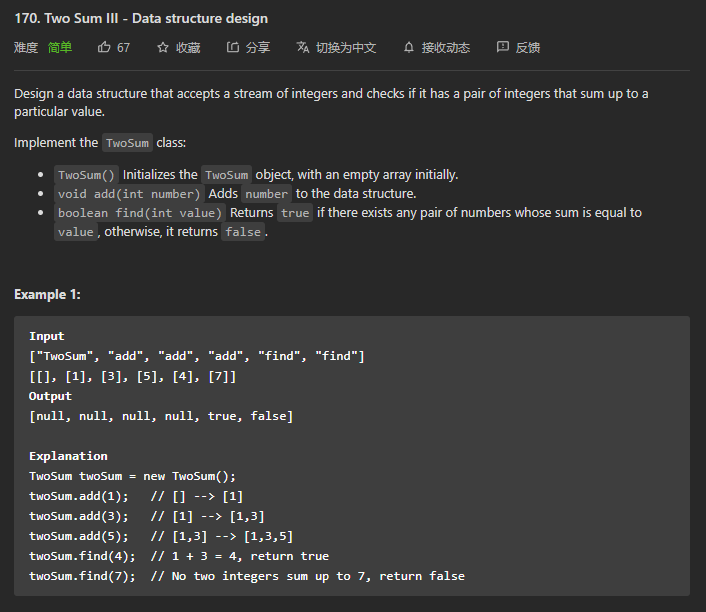 170. Two Sum III - Data structure design
难度 简单 67 收藏 分享 切换为中文 接收动态 反馈
Design a data structure that accepts a stream of integers and checks if it has a pair of integers that sum up to a
particular value.
Implement the TwoSum class:
• TwoSum() Initializes the TwoSum object, with an empty array initially.
• void add(int number) Adds number to the data structure.
• boolean find(int value) Returns true if there exists any pair of numbers whose sum is equal to
value, otherwise, it returns false.
Example 1:
Input
["TwoSum", "add", "add", "add", "find", "find"]
[[], [1], [3], [5], [4], [7]]
Output
[null, null, null, null, true, false]
Explanation
TwoSum twoSum = new TwoSum();
twoSum.add(1);   // [] --> [1]
twoSum.add(3);   // [1] --> [1,3]
twoSum.add(5);   // [1,3] --> [1,3,5]
twoSum.find(4);  // 1 + 3 = 4, return true
twoSum.find(7);  // No two integers sum up to 7, return false